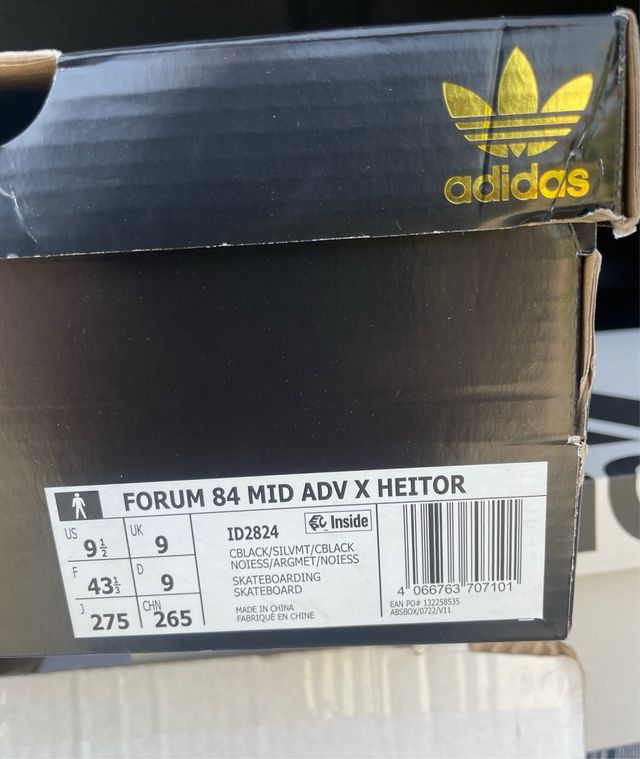 adidas
FORUM 84 MID ADV X HEITOR
US 9½
UK 9
F 43⅓
D 9
J 275
CHN 265
ID2824
Inside
CBLACK/SILVMT/CBLACK
NOIESS/ARGMET/NOIESS
SKATEBOARDING
SKATEBOARD
MADE IN CHINA
FABRIQUÉ EN CHINE
4 066763 707101
EAN PO# 132258535
ABSBOX/0722/V11